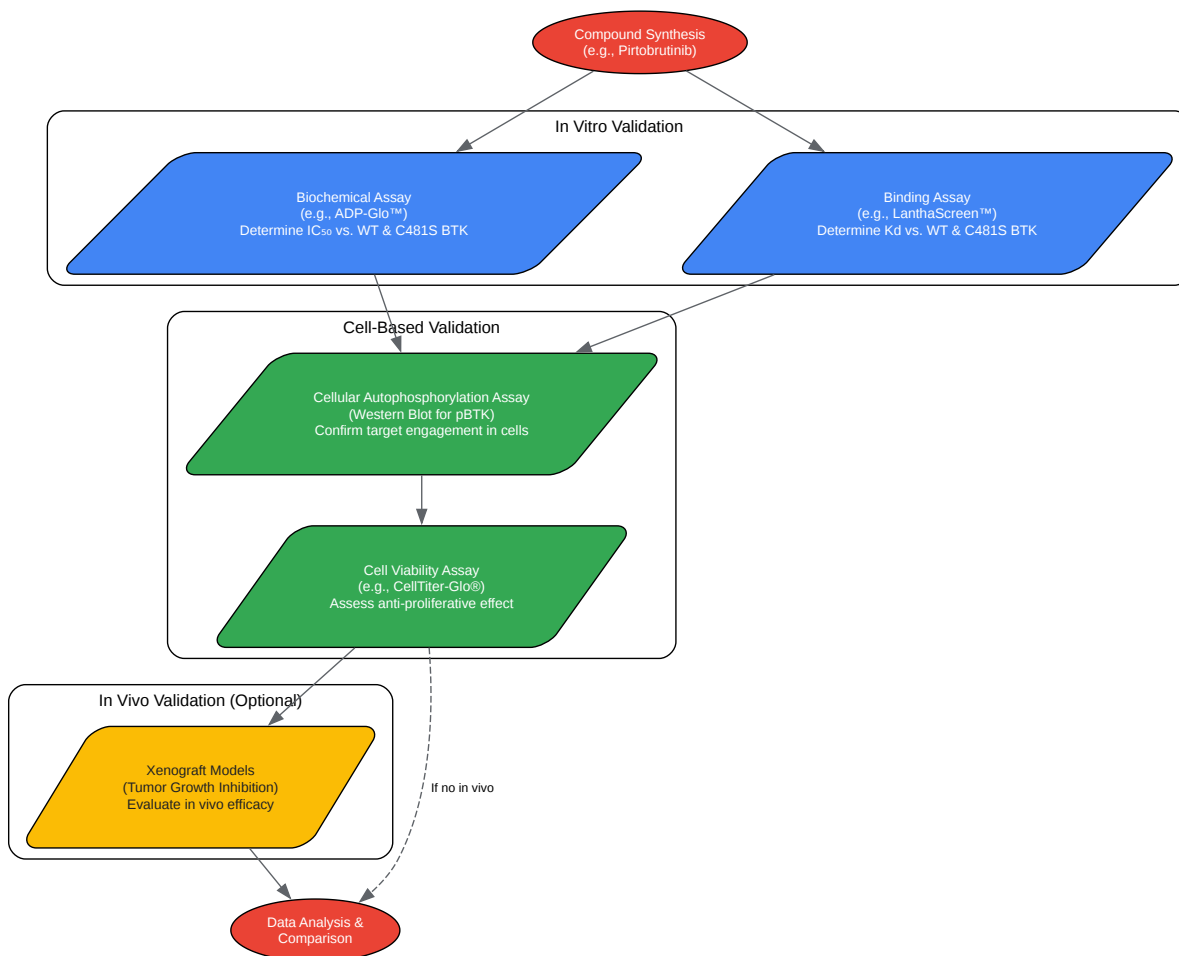 Compound Synthesis
(e.g., Pirtobrutinib)
In Vitro Validation
Biochemical Assay
(e.g., ADP-Glo™)
Determine IC₅₀ vs. WT & C481S BTK
Binding Assay
(e.g., LanthaScreen™)
Determine Kd vs. WT & C481S BTK
Cell-Based Validation
Cellular Autophosphorylation Assay
(Western Blot for pBTK)
Confirm target engagement in cells
Cell Viability Assay
(e.g., CellTiter-Glo®)
Assess anti-proliferative effect
In Vivo Validation (Optional)
Xenograft Models
(Tumor Growth Inhibition)
Evaluate in vivo efficacy
If no in vivo
Data Analysis &
Comparison